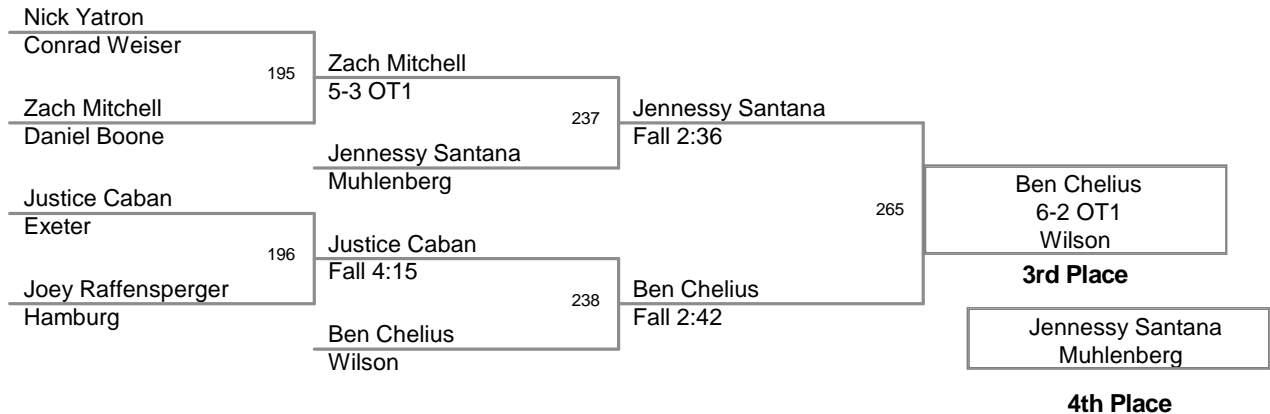 Nick Yatron
Conrad Weiser
195
Zach Mitchell
5-3 OT1
Zach Mitchell
Daniel Boone
237
Jennessy Santana
Fall 2:36
Jennessy Santana
Muhlenberg
Justice Caban
Exeter
265
Ben Chelius
6-2 OT1
Wilson
3rd Place
196
Justice Caban
Fall 4:15
Joey Raffensperger
Hamburg
238
Ben Chelius
Fall 2:42
Ben Chelius
Wilson
Jennessy Santana
Muhlenberg
4th Place